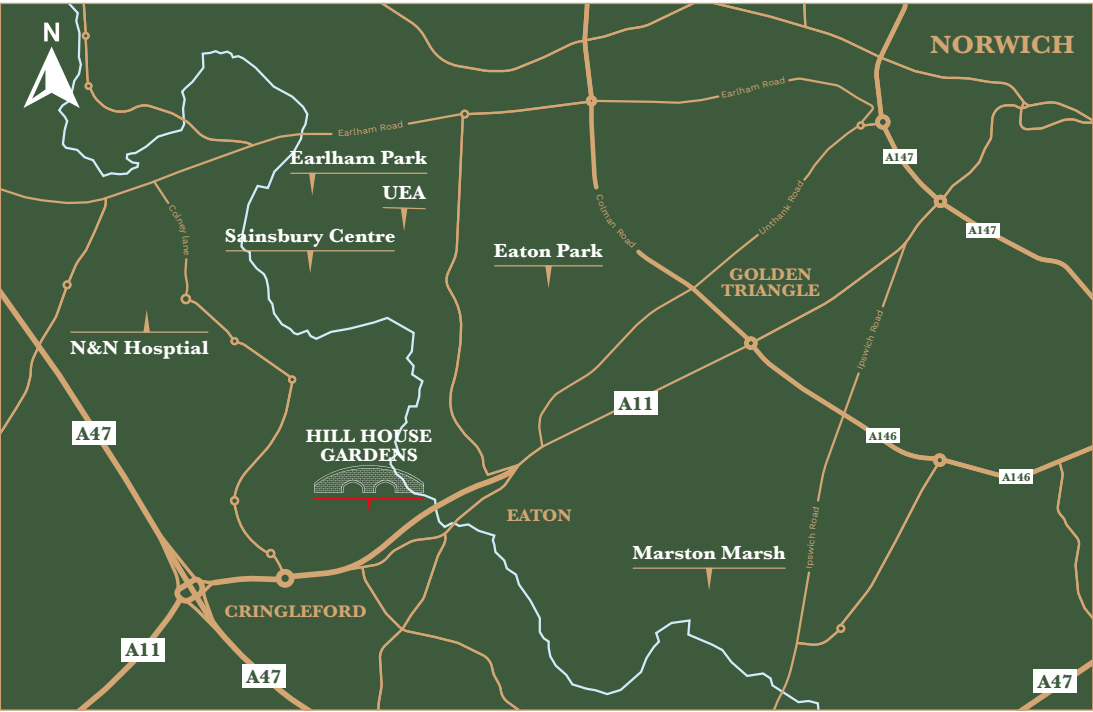 N
NORWICH
Earlham Road
Earlham Road
Earlham Park
A147
UEA
Unthank Road
Colney lane
Colman Road
A147
Sainsbury Centre
Eaton Park
GOLDEN
TRIANGLE
Ipswich Road
N&N Hosptial
A11
A47
HILL HOUSE
GARDENS
A146
A146
EATON
Ipswich Road
Marston Marsh
CRINGLEFORD
A11
A47
A47